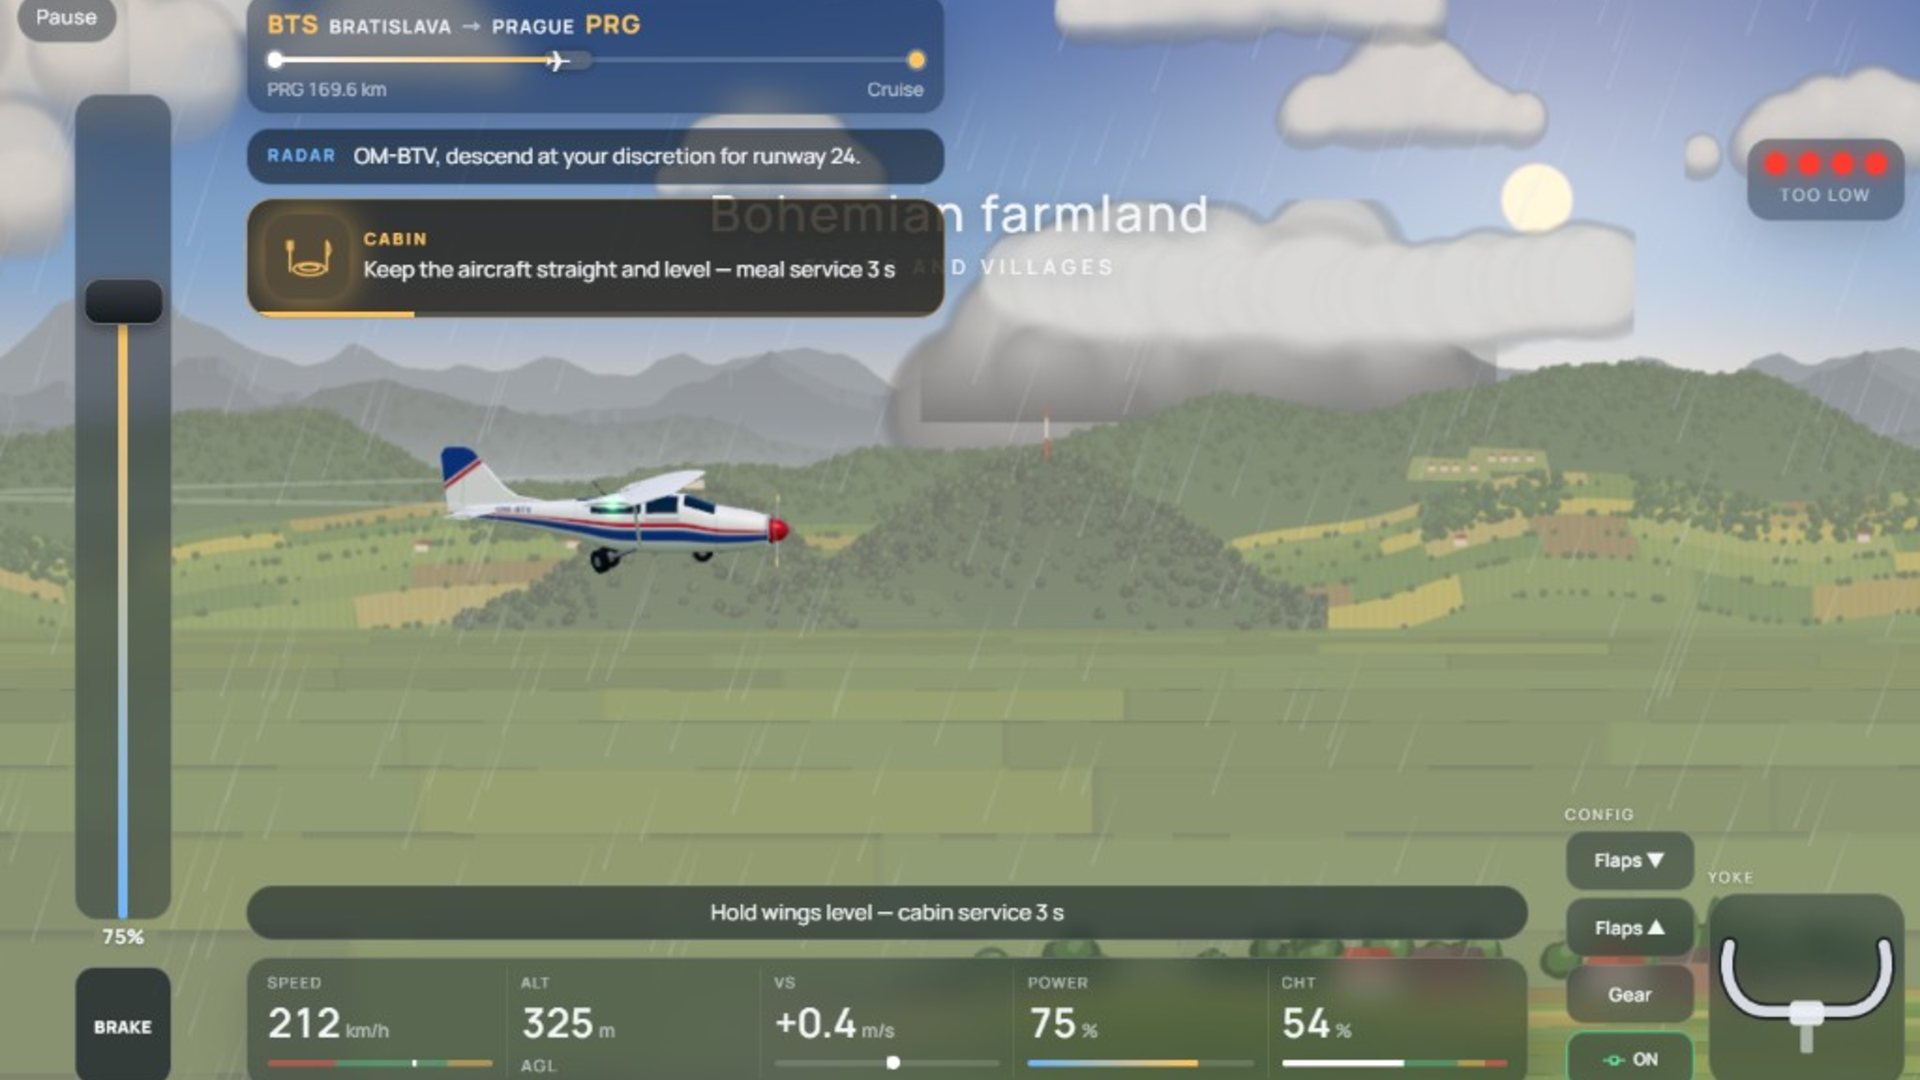 Pause
BTS BRATISLAVA → PRAGUE PRG
PRG 169.6 km
Cruise
RADAR OM-BTV, descend at your discretion for runway 24.
Bohemian farmland
AND VILLAGES
CABIN
Keep the aircraft straight and level — meal service 3 s
TOO LOW
OM-BTV
75%
BRAKE
Hold wings level — cabin service 3 s
SPEED
212 km/h
ALT
325 m
AGL
VS
+0.4 m/s
POWER
75 %
CHT
54 %
CONFIG
Flaps ▼
Flaps ▲
Gear
ON
YOKE